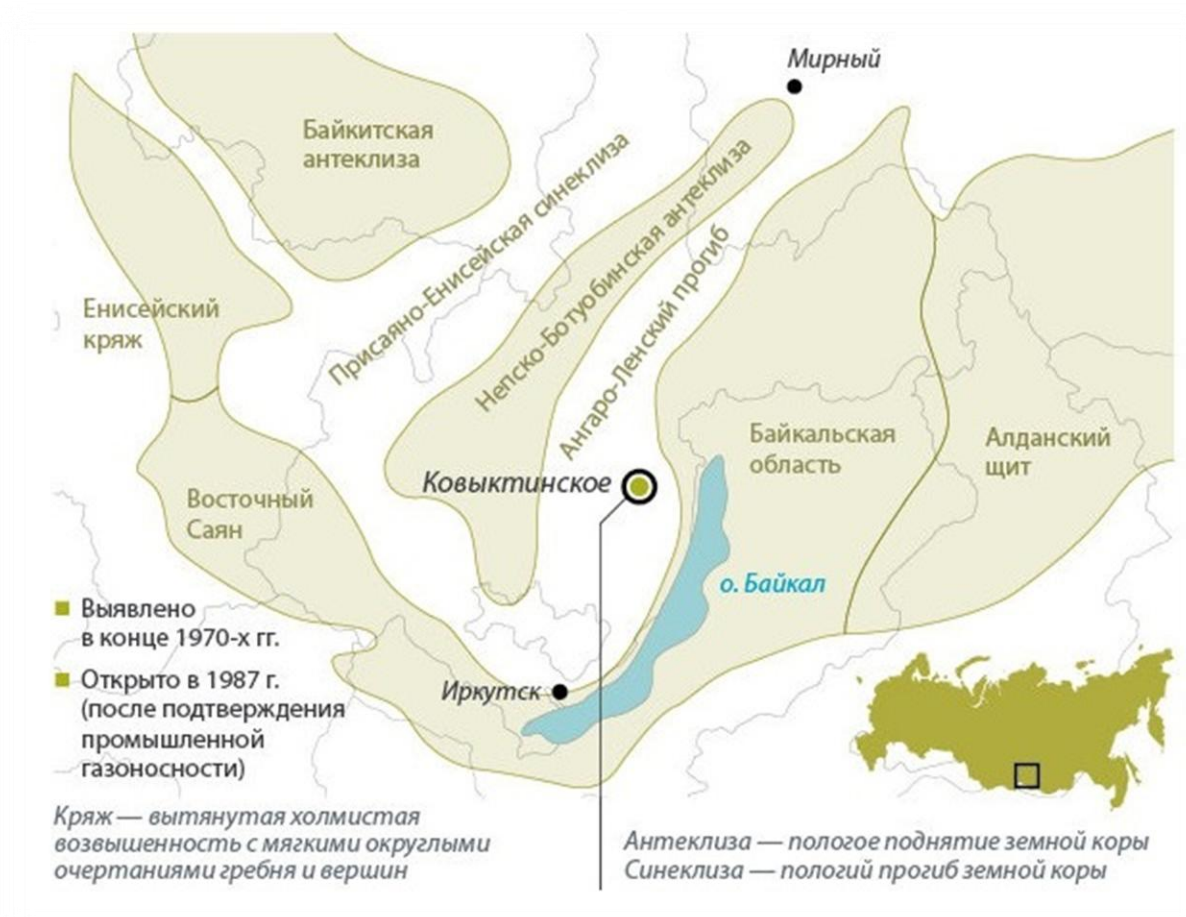 Мирный
Байкитская
антеклиза
Присаяно-Енисейская синеклиза
Непско-Ботуобинская антеклиза
Ангаро-Ленский прогиб
Енисейский
кряж
Байкальская
область
Алданский
щит
Ковыктинское
Восточный
Саян
о. Байкал
Выявлено
в конце 1970-х гг.
Открыто в 1987 г.
(после подтверждения
промышленной
газоносности)
Иркутск
Кряж — вытянутая холмистая
возвышенность с мягкими округлыми
очертаниями гребня и вершин
Антеклиза — пологое поднятие земной коры
Синеклиза — пологий прогиб земной коры